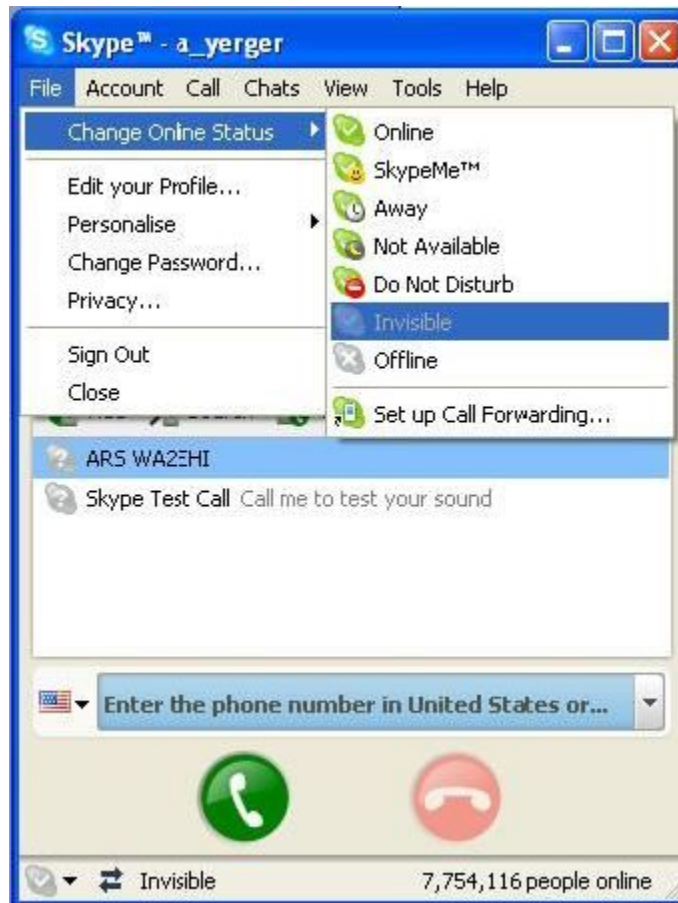 Skype™ - a_yerger
File Account Call Chats View Tools Help
Change Online Status
Edit your Profile...
Personalise
Change Password...
Privacy...
Sign Out
Close
Online
SkypeMe™
Away
Not Available
Do Not Disturb
Invisible
Offline
Set up Call Forwarding...
ARS WA2EHI
Skype Test Call Call me to test your sound
Enter the phone number in United States or...
Invisible 7,754,116 people online